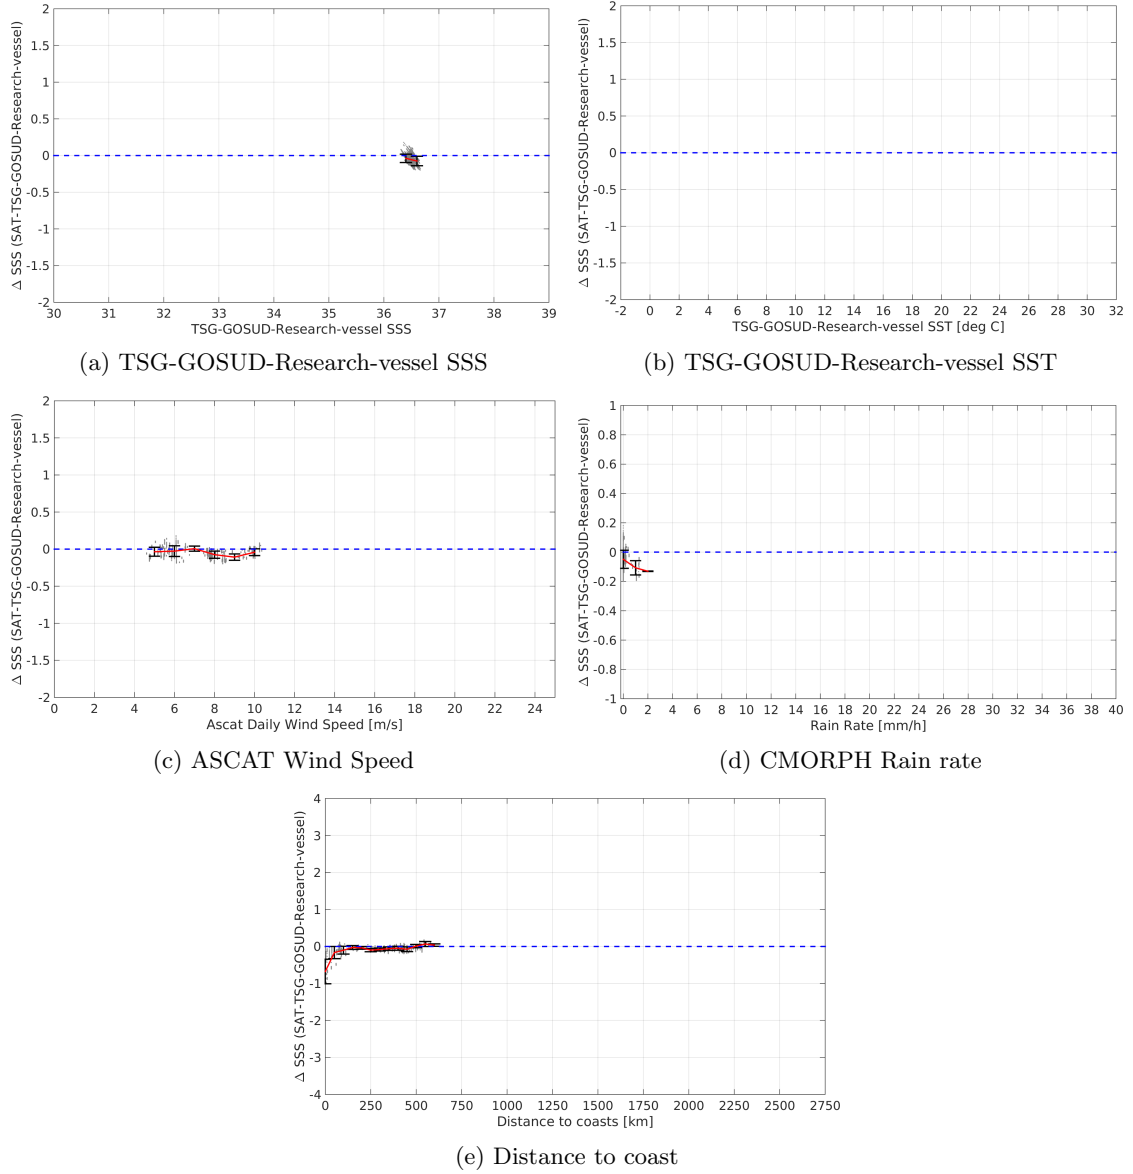 Δ SSS (SAT-TSG-GOSUD-Research-vessel)
2
1.5
1
0.5
0
-0.5
-1
-1.5
-2
30 31 32 33 34 35 36 37 38 39
TSG-GOSUD-Research-vessel SSS
(a) TSG-GOSUD-Research-vessel SSS
Δ SSS (SAT-TSG-GOSUD-Research-vessel)
2
1.5
1
0.5
0
-0.5
-1
-1.5
-2
-2 0 2 4 6 8 10 12 14 16 18 20 22 24 26 28 30 32
TSG-GOSUD-Research-vessel SST [deg C]
(b) TSG-GOSUD-Research-vessel SST
Δ SSS (SAT-TSG-GOSUD-Research-vessel)
2
1.5
1
0.5
0
-0.5
-1
-1.5
-2
0 2 4 6 8 10 12 14 16 18 20 22 24
Ascat Daily Wind Speed [m/s]
(c) ASCAT Wind Speed
Δ SSS (SAT-TSG-GOSUD-Research-vessel)
1
0.8
0.6
0.4
0.2
0
-0.2
-0.4
-0.6
-0.8
-1
0 2 4 6 8 10 12 14 16 18 20 22 24 26 28 30 32 34 36 38 40
Rain Rate [mm/h]
(d) CMORPH Rain rate
Δ SSS (SAT-TSG-GOSUD-Research-vessel)
4
3
2
1
0
-1
-2
-3
-4
0 250 500 750 1000 1250 1500 1750 2000 2250 2500 2750
Distance to coasts [km]
(e) Distance to coast